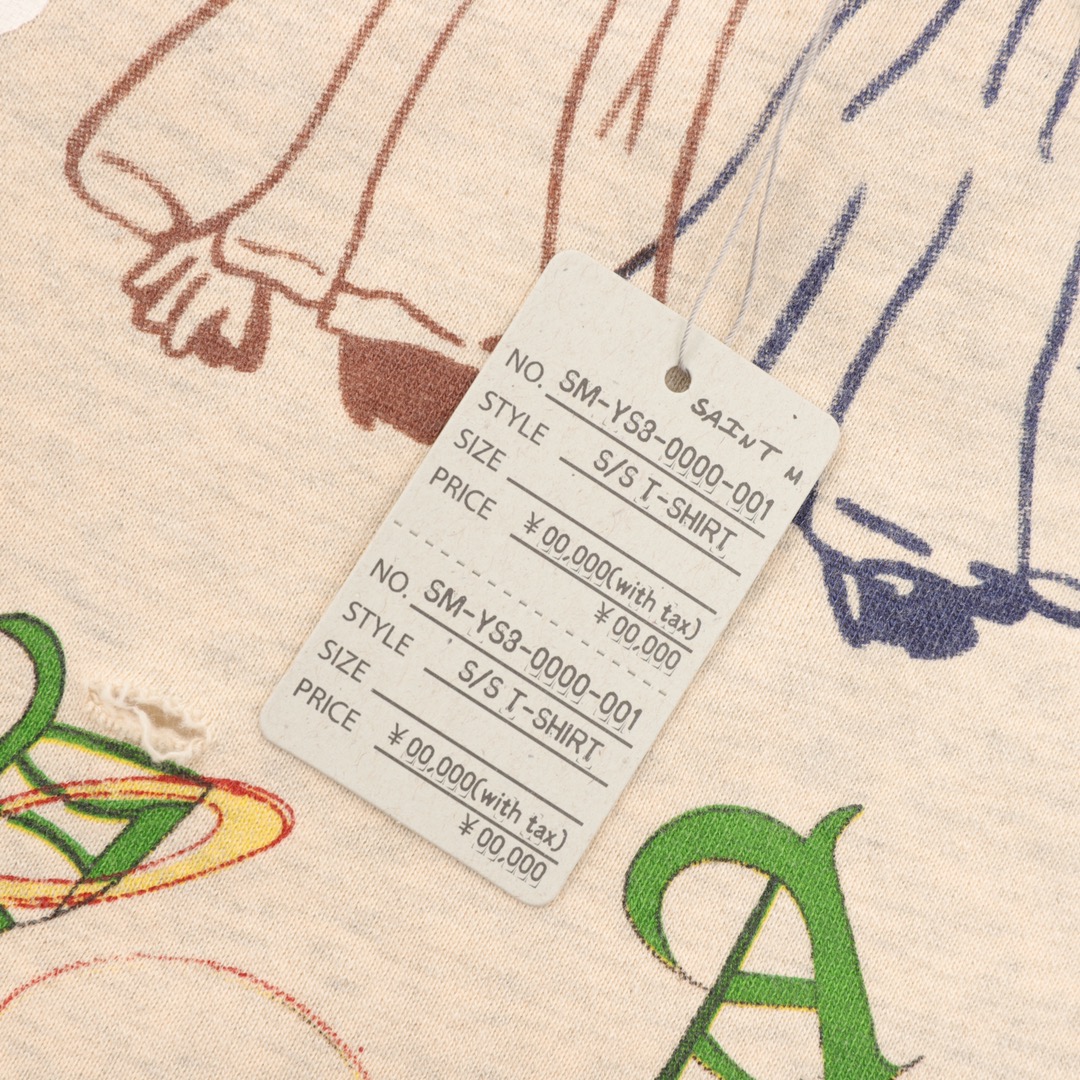 SAINT M
NO. SM-YS3-0000-001
STYLE S/S T-SHIRT
SIZE
PRICE ¥00,000(with tax)
¥00,000
NO. SM-YS3-0000-001
STYLE S/S T-SHIRT
SIZE
PRICE ¥00,000(with tax)
¥00,000
A